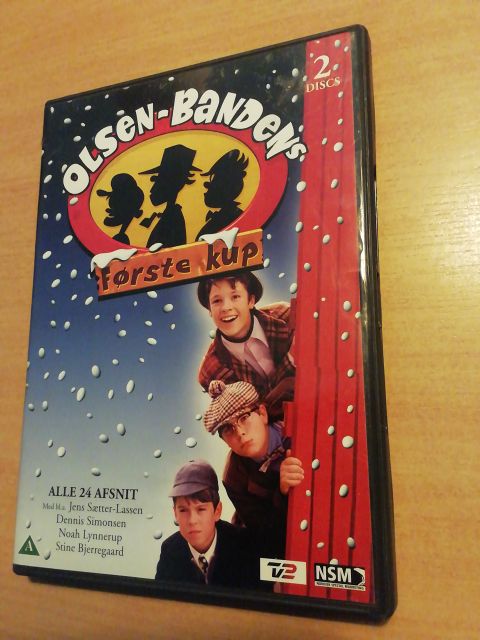 2
DISCS
OLSEN-BANDENS
første kup
ALLE 24 AFSNIT
Med bl.a. Jens Sætter-Lassen
Dennis Simonsen
Noah Lynnerup
Stine Bjerregaard
A
TV2
NSM